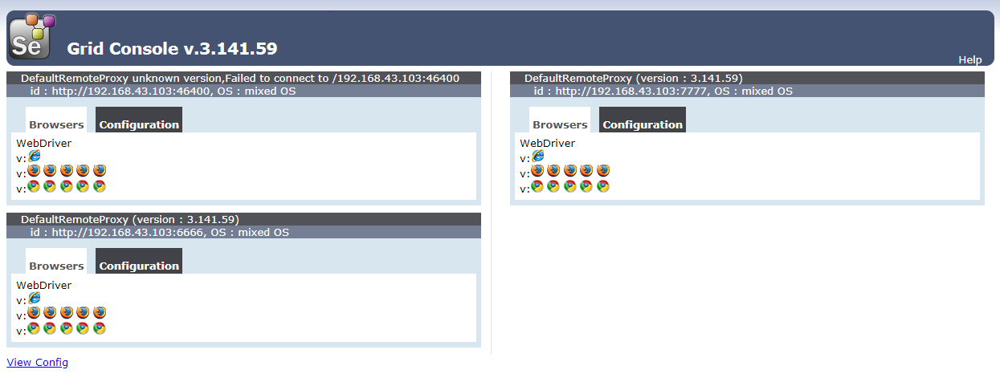 Se
Grid Console v.3.141.59
Help
DefaultRemoteProxy unknown version,Failed to connect to /192.168.43.103:46400
id : http://192.168.43.103:46400, OS : mixed OS
Browsers Configuration
WebDriver
v:
v:
v:
DefaultRemoteProxy (version : 3.141.59)
id : http://192.168.43.103:6666, OS : mixed OS
Browsers Configuration
WebDriver
v:
v:
v:
DefaultRemoteProxy (version : 3.141.59)
id : http://192.168.43.103:7777, OS : mixed OS
Browsers Configuration
WebDriver
v:
v:
v:
View Config